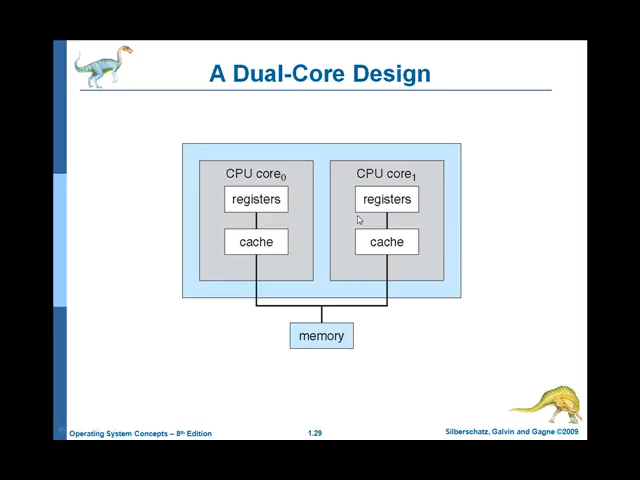 A Dual-Core Design
CPU core0 CPU core1
registers registers
cache cache
memory
Operating System Concepts – 8th Edition 1.29 Silberschatz, Galvin and Gagne ©2009